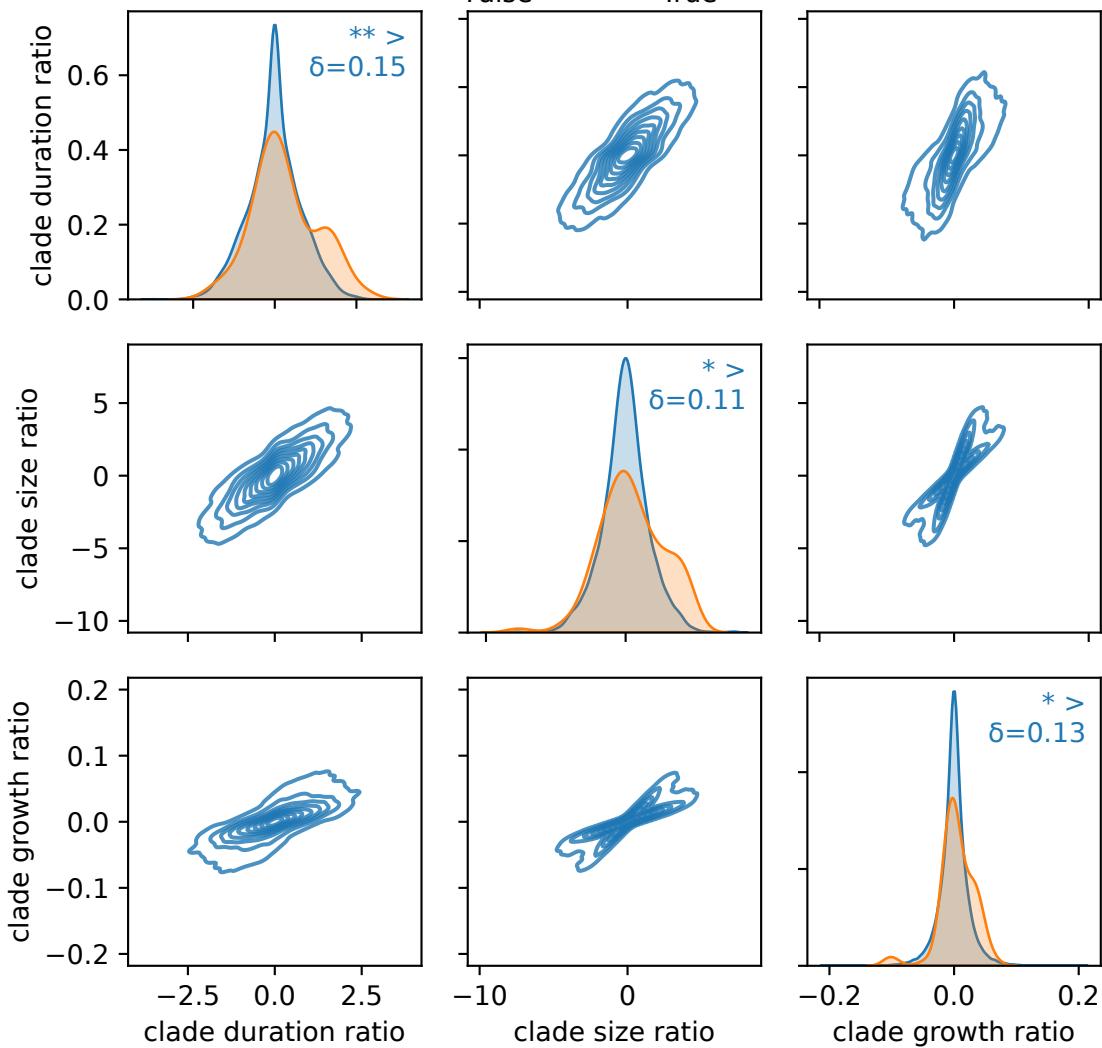 False True
clade duration ratio
0.6
0.4
0.2
0.0
** >
δ=0.15
clade size ratio
5
0
−5
−10
* >
δ=0.11
clade growth ratio
0.2
0.1
0.0
−0.1
−0.2
* >
δ=0.13
−2.5 0.0 2.5
−10 0
−0.2 0.0 0.2
clade duration ratio
clade size ratio
clade growth ratio